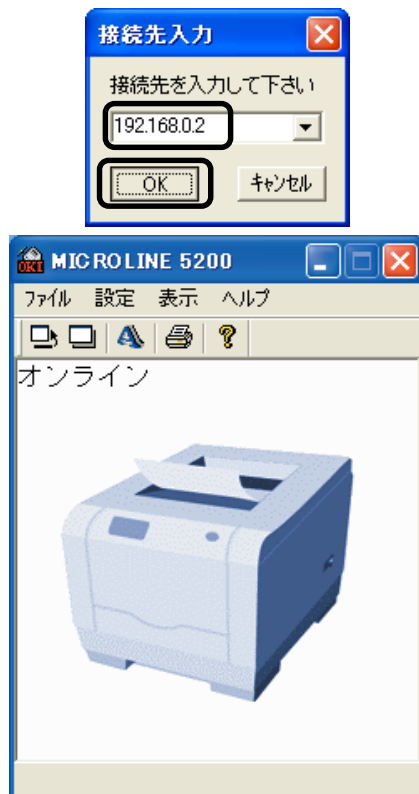 接続先入力
接続先を入力して下さい
192.168.0.2
OK キャンセル
OKI MICROLINE 5200
ファイル 設定 表示 ヘルプ
オンライン